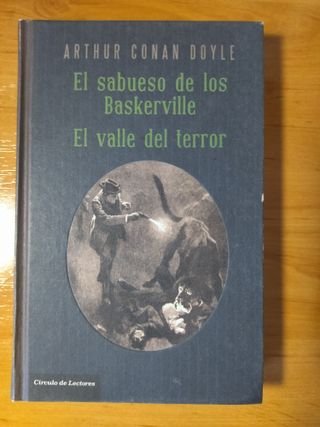 ARTHUR CONAN DOYLE
El sabueso de los
Baskerville
El valle del terror
Círculo de Lectores